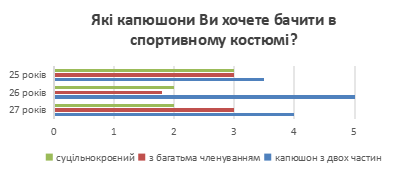 Які капюшони Ви хочете бачити в
спортивному костюмі?
25 років
26 років
27 років
0 1 2 3 4 5
суцільнокроєний з багатьма членуванням капюшон з двох частин